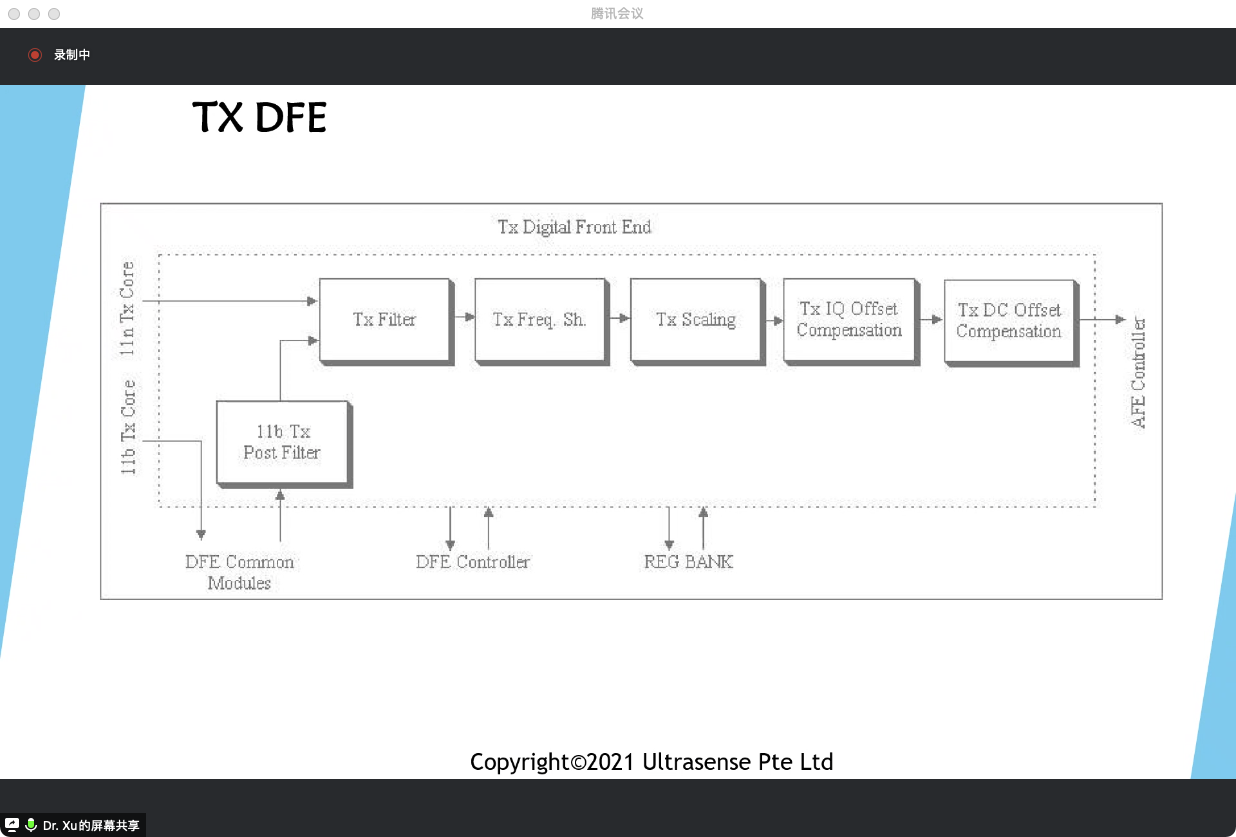 腾讯会议
录制中
TX DFE
Tx Digital Front End
11n Tx Core
11b Tx Core
Tx Filter
Tx Freq. Sh.
Tx Scaling
Tx IQ Offset
Compensation
Tx DC Offset
Compensation
AFE Controller
11b Tx
Post Filter
DFE Common
Modules
DFE Controller
REG BANK
Copyright©2021 Ultrasense Pte Ltd
Dr. Xu的屏幕共享